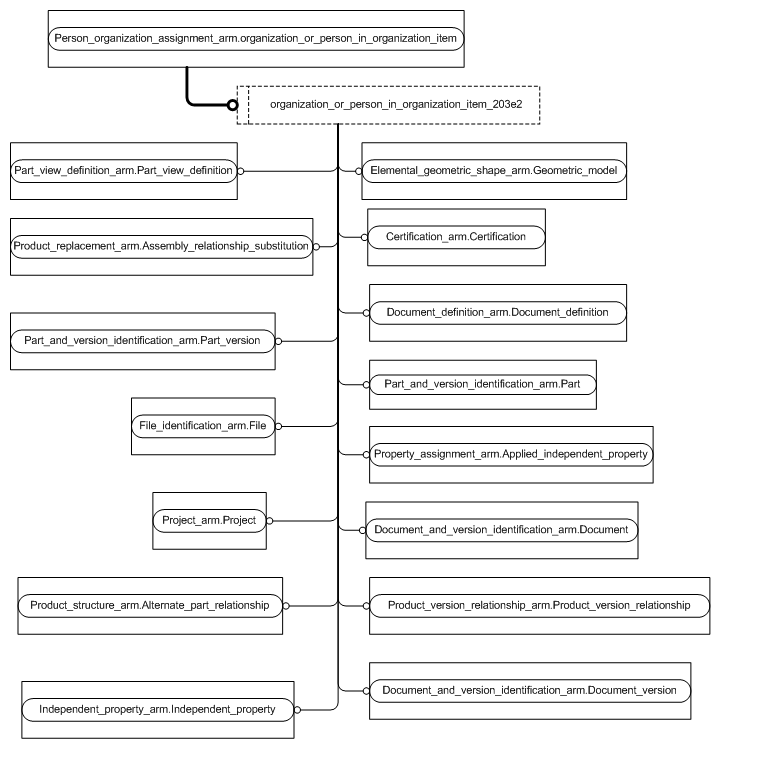 Person_organization_assignment_arm.organization_or_person_in_organization_item
organization_or_person_in_organization_item_203e2
Part_view_definition_arm.Part_view_definition
Elemental_geometric_shape_arm.Geometric_model
Certification_arm.Certification
Product_replacement_arm.Assembly_relationship_substitution
Document_definition_arm.Document_definition
Part_and_version_identification_arm.Part_version
Part_and_version_identification_arm.Part
File_identification_arm.File
Property_assignment_arm.Applied_independent_property
Project_arm.Project
Document_and_version_identification_arm.Document
Product_structure_arm.Alternate_part_relationship
Product_version_relationship_arm.Product_version_relationship
Document_and_version_identification_arm.Document_version
Independent_property_arm.Independent_property